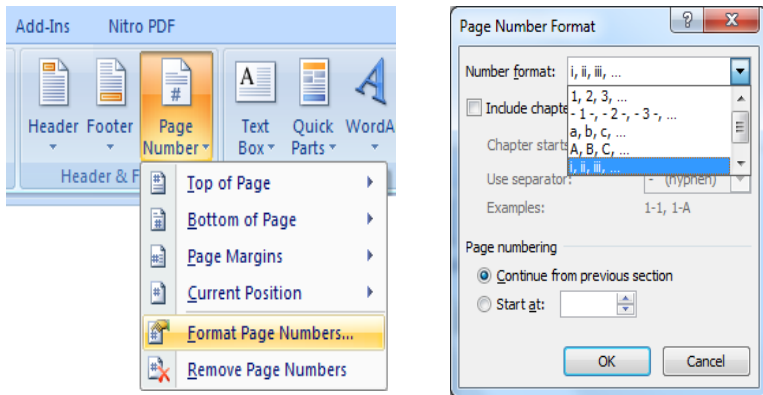 Add-Ins Nitro PDF
Header Footer Page Number
Text Box Quick Parts WordA
Header & F
Top of Page
Bottom of Page
Page Margins
Current Position
Format Page Numbers...
Remove Page Numbers
Page Number Format
Number format: i, ii, iii, ...
1, 2, 3, ...
Include chapte
- 1 -, - 2 -, - 3 -, ...
a, b, c, ...
Chapter starts
A, B, C, ...
i, ii, iii, ...
Use separator: - (hyphen)
Examples: 1-1, 1-A
Page numbering
Continue from previous section
Start at:
OK Cancel